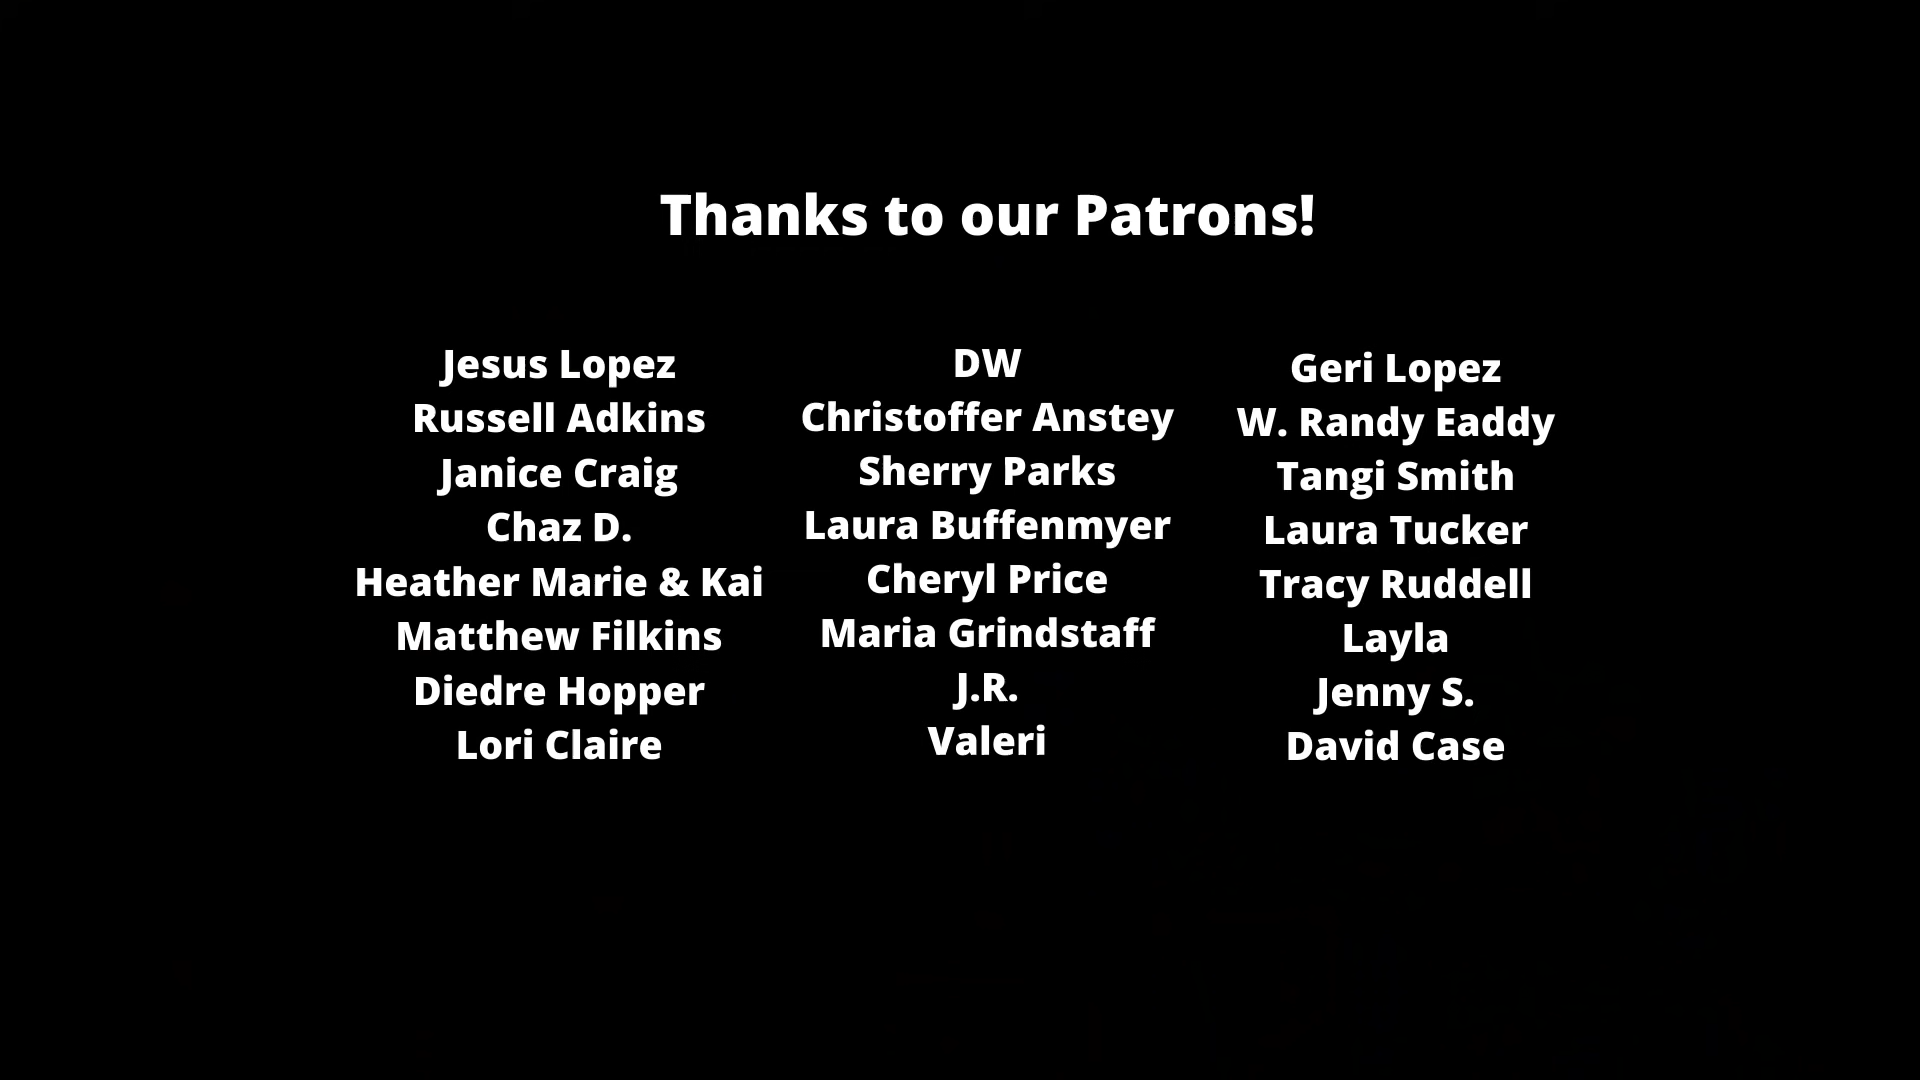 Thanks to our Patrons!
Jesus Lopez
Russell Adkins
Janice Craig
Chaz D.
Heather Marie & Kai
Matthew Filkins
Diedre Hopper
Lori Claire
DW
Christoffer Anstey
Sherry Parks
Laura Buffenmyer
Cheryl Price
Maria Grindstaff
J.R.
Valeri
Geri Lopez
W. Randy Eaddy
Tangi Smith
Laura Tucker
Tracy Ruddell
Layla
Jenny S.
David Case